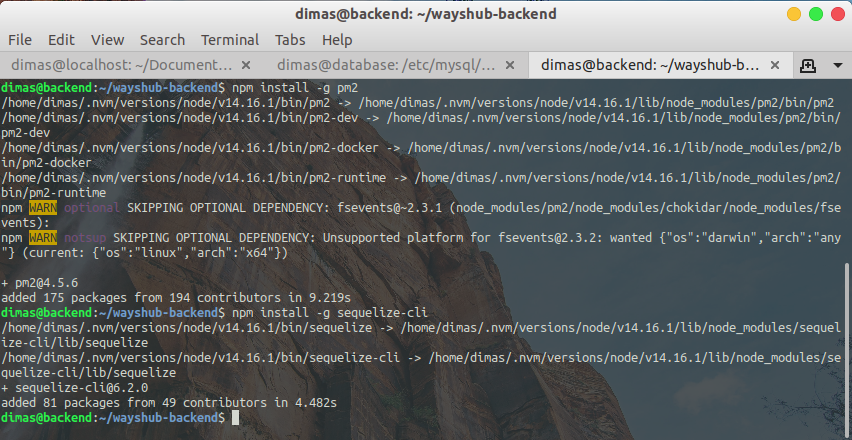 dimas@backend: ~/wayshub-backend
File Edit View Search Terminal Tabs Help
dimas@localhost: ~/Document... × dimas@database: /etc/mysql/... × dimas@backend: ~/wayshub-b... ×
dimas@backend:~/wayshub-backend$ npm install -g pm2
/home/dimas/.nvm/versions/node/v14.16.1/bin/pm2 -> /home/dimas/.nvm/versions/node/v14.16.1/lib/node_modules/pm2/bin/pm2
/home/dimas/.nvm/versions/node/v14.16.1/bin/pm2-dev -> /home/dimas/.nvm/versions/node/v14.16.1/lib/node_modules/pm2/bin/
pm2-dev
/home/dimas/.nvm/versions/node/v14.16.1/bin/pm2-docker -> /home/dimas/.nvm/versions/node/v14.16.1/lib/node_modules/pm2/b
in/pm2-docker
/home/dimas/.nvm/versions/node/v14.16.1/bin/pm2-runtime -> /home/dimas/.nvm/versions/node/v14.16.1/lib/node_modules/pm2/
bin/pm2-runtime
npm WARN optional SKIPPING OPTIONAL DEPENDENCY: fsevents@~2.3.1 (node_modules/pm2/node_modules/chokidar/node_modules/fse
vents):
npm WARN notsup SKIPPING OPTIONAL DEPENDENCY: Unsupported platform for fsevents@2.3.2: wanted {"os":"darwin","arch":"any
"} (current: {"os":"linux","arch":"x64"})
+ pm2@4.5.6
added 175 packages from 194 contributors in 9.219s
dimas@backend:~/wayshub-backend$ npm install -g sequelize-cli
/home/dimas/.nvm/versions/node/v14.16.1/bin/sequelize -> /home/dimas/.nvm/versions/node/v14.16.1/lib/node_modules/sequel
ize-cli/lib/sequelize
/home/dimas/.nvm/versions/node/v14.16.1/bin/sequelize-cli -> /home/dimas/.nvm/versions/node/v14.16.1/lib/node_modules/se
quelize-cli/lib/sequelize
+ sequelize-cli@6.2.0
added 81 packages from 49 contributors in 4.482s
dimas@backend:~/wayshub-backend$